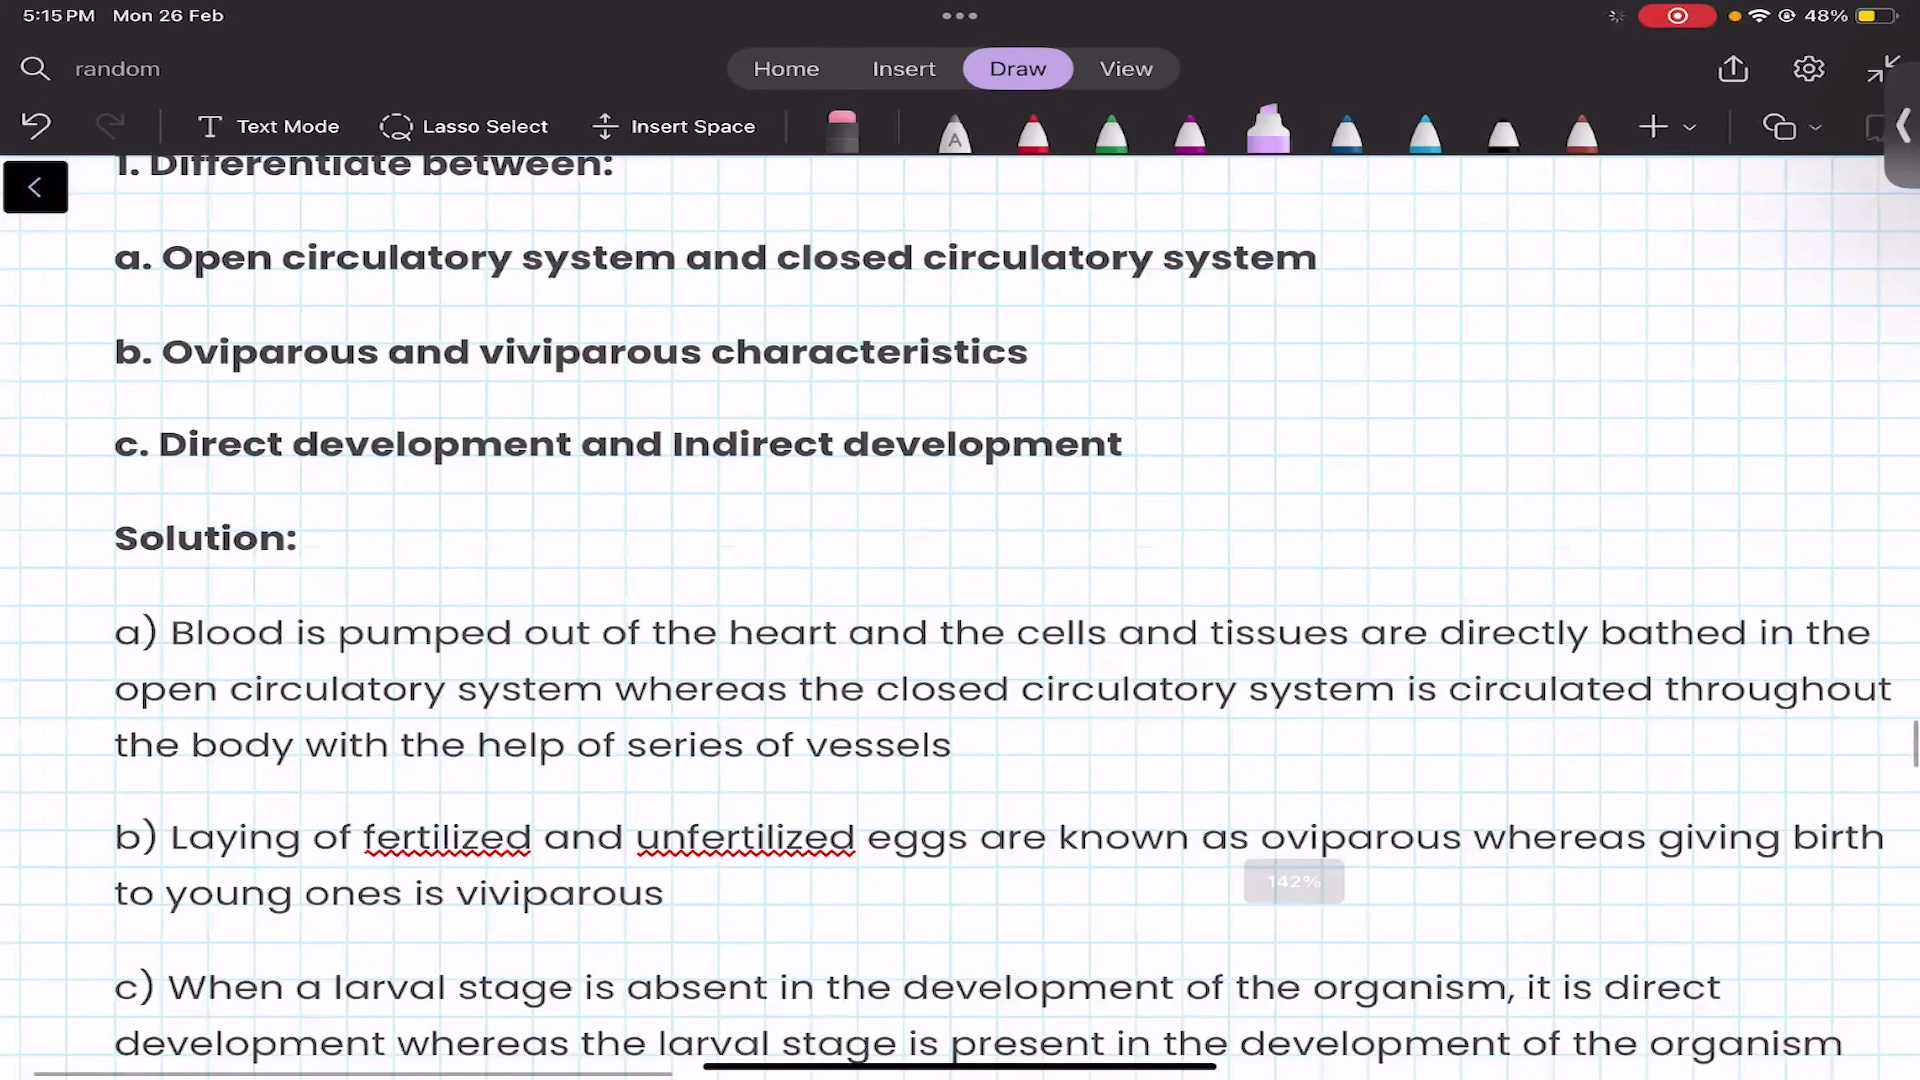 5:15 PM Mon 26 Feb
48%
random
Home Insert Draw View
Text Mode Lasso Select Insert Space
A
1. Differentiate between:
a. Open circulatory system and closed circulatory system
b. Oviparous and viviparous characteristics
c. Direct development and Indirect development
Solution:
a) Blood is pumped out of the heart and the cells and tissues are directly bathed in the
open circulatory system whereas the closed circulatory system is circulated throughout
the body with the help of series of vessels
b) Laying of fertilized and unfertilized eggs are known as oviparous whereas giving birth
to young ones is viviparous
142%
c) When a larval stage is absent in the development of the organism, it is direct
development whereas the larval stage is present in the development of the organism